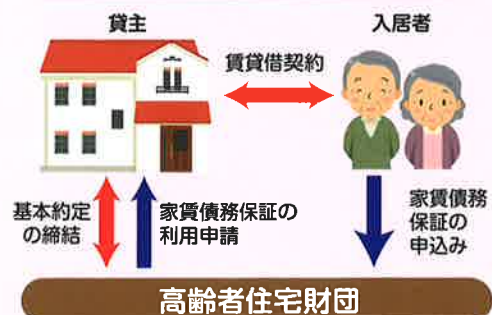 貸主
入居者
賃貸借契約
基本約定
の締結
家賃債務保証の
利用申請
家賃債務
保証の
申込み
高齢者住宅財団